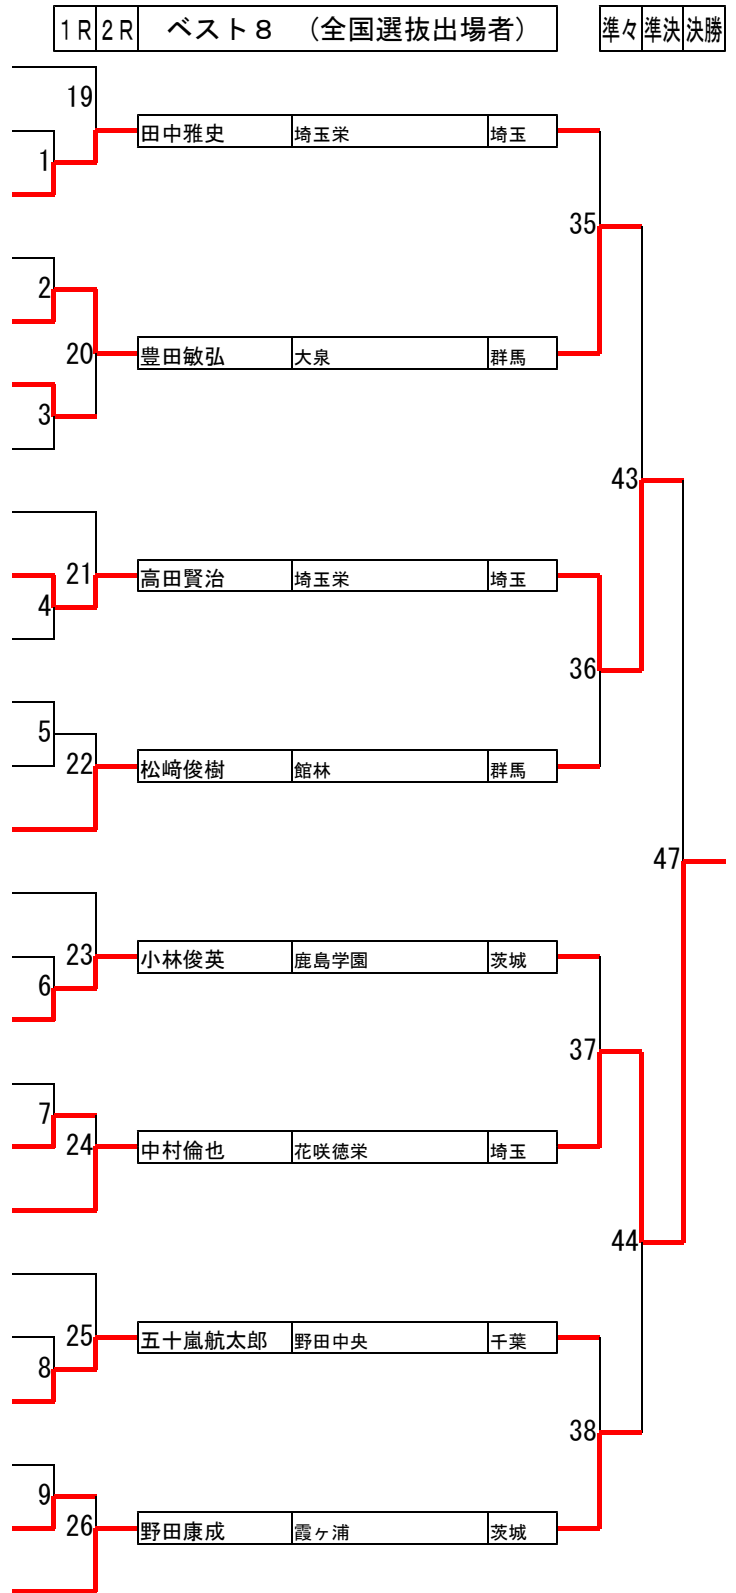 1R 2R ベスト８ （全国選抜出場者） 準々 準決 決勝
19
田中雅史 埼玉栄 埼玉
1
35
2
20 豊田敏弘 大泉 群馬
3
43
21 高田賢治 埼玉栄 埼玉
4
36
5
22 松﨑俊樹 館林 群馬
47
23 小林俊英 鹿島学園 茨城
6
37
7
24 中村倫也 花咲徳栄 埼玉
44
25 五十嵐航太郎 野田中央 千葉
8
38
9
26 野田康成 霞ヶ浦 茨城